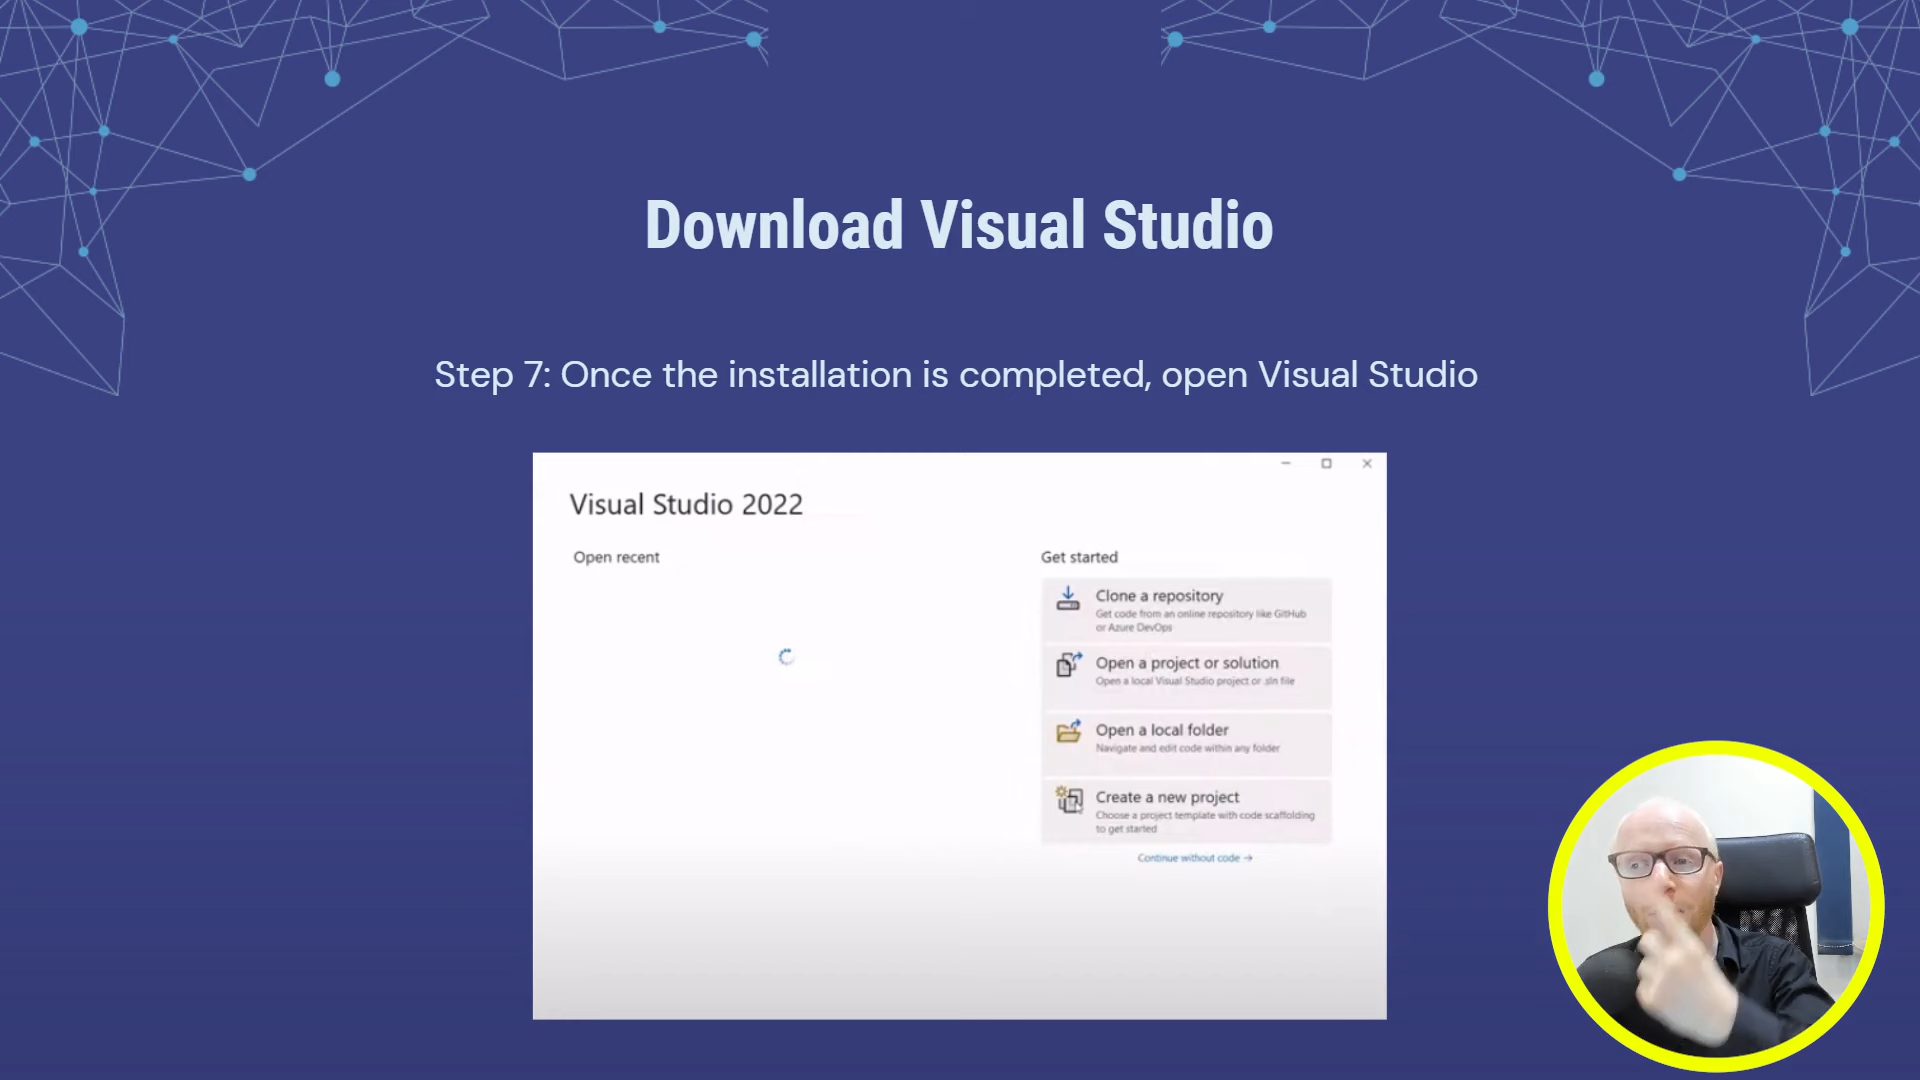 Download Visual Studio
Step 7: Once the installation is completed, open Visual Studio
Visual Studio 2022
Open recent
Get started
Clone a repository
Get code from an online repository like GitHub
or Azure DevOps
Open a project or solution
Open a local Visual Studio project or .sln file
Open a local folder
Navigate and edit code within any folder
Create a new project
Choose a project template with code scaffolding
to get started
Continue without code →